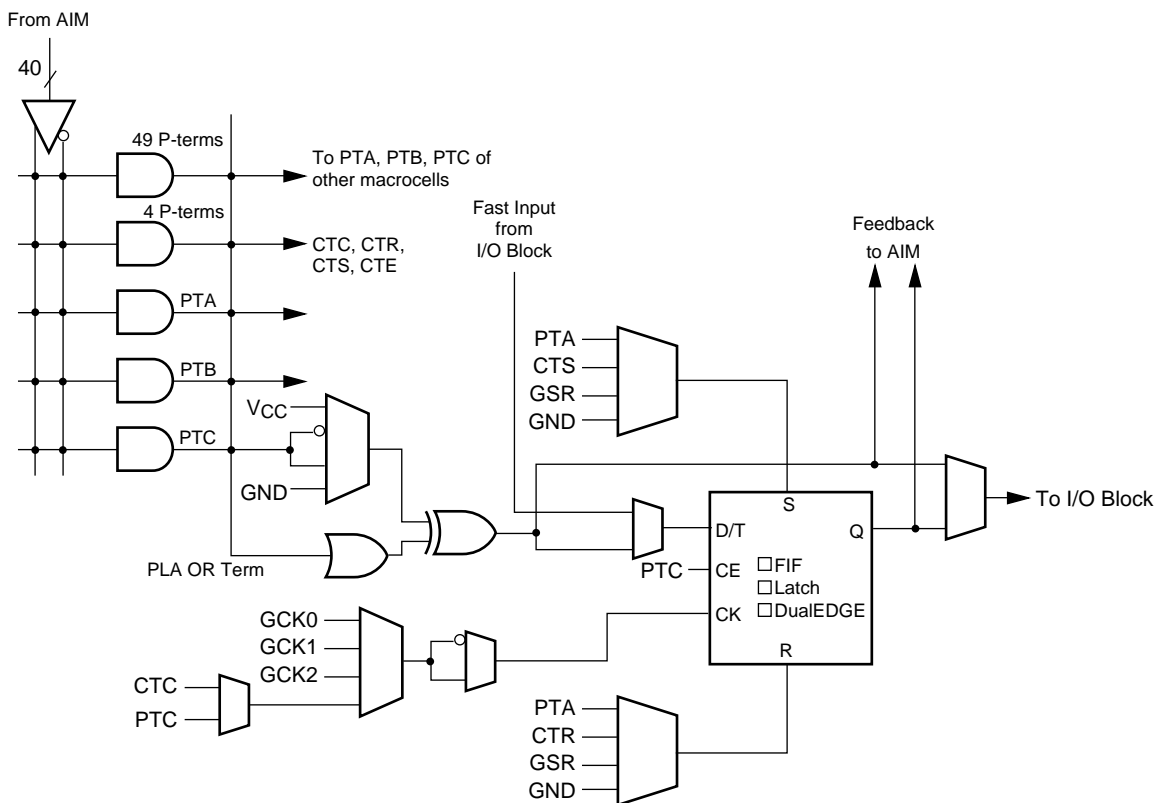 From AIM
40
49 P-terms
To PTA, PTB, PTC of
other macrocells
4 P-terms
CTC, CTR,
CTS, CTE
PTA
PTB
PTC
VCC
GND
PLA OR Term
Fast Input
from
I/O Block
Feedback
to AIM
PTA
CTS
GSR
GND
S
D/T
Q
PTC
CE
FIF
Latch
DualEDGE
CK
R
To I/O Block
GCK0
GCK1
GCK2
CTC
PTC
PTA
CTR
GSR
GND